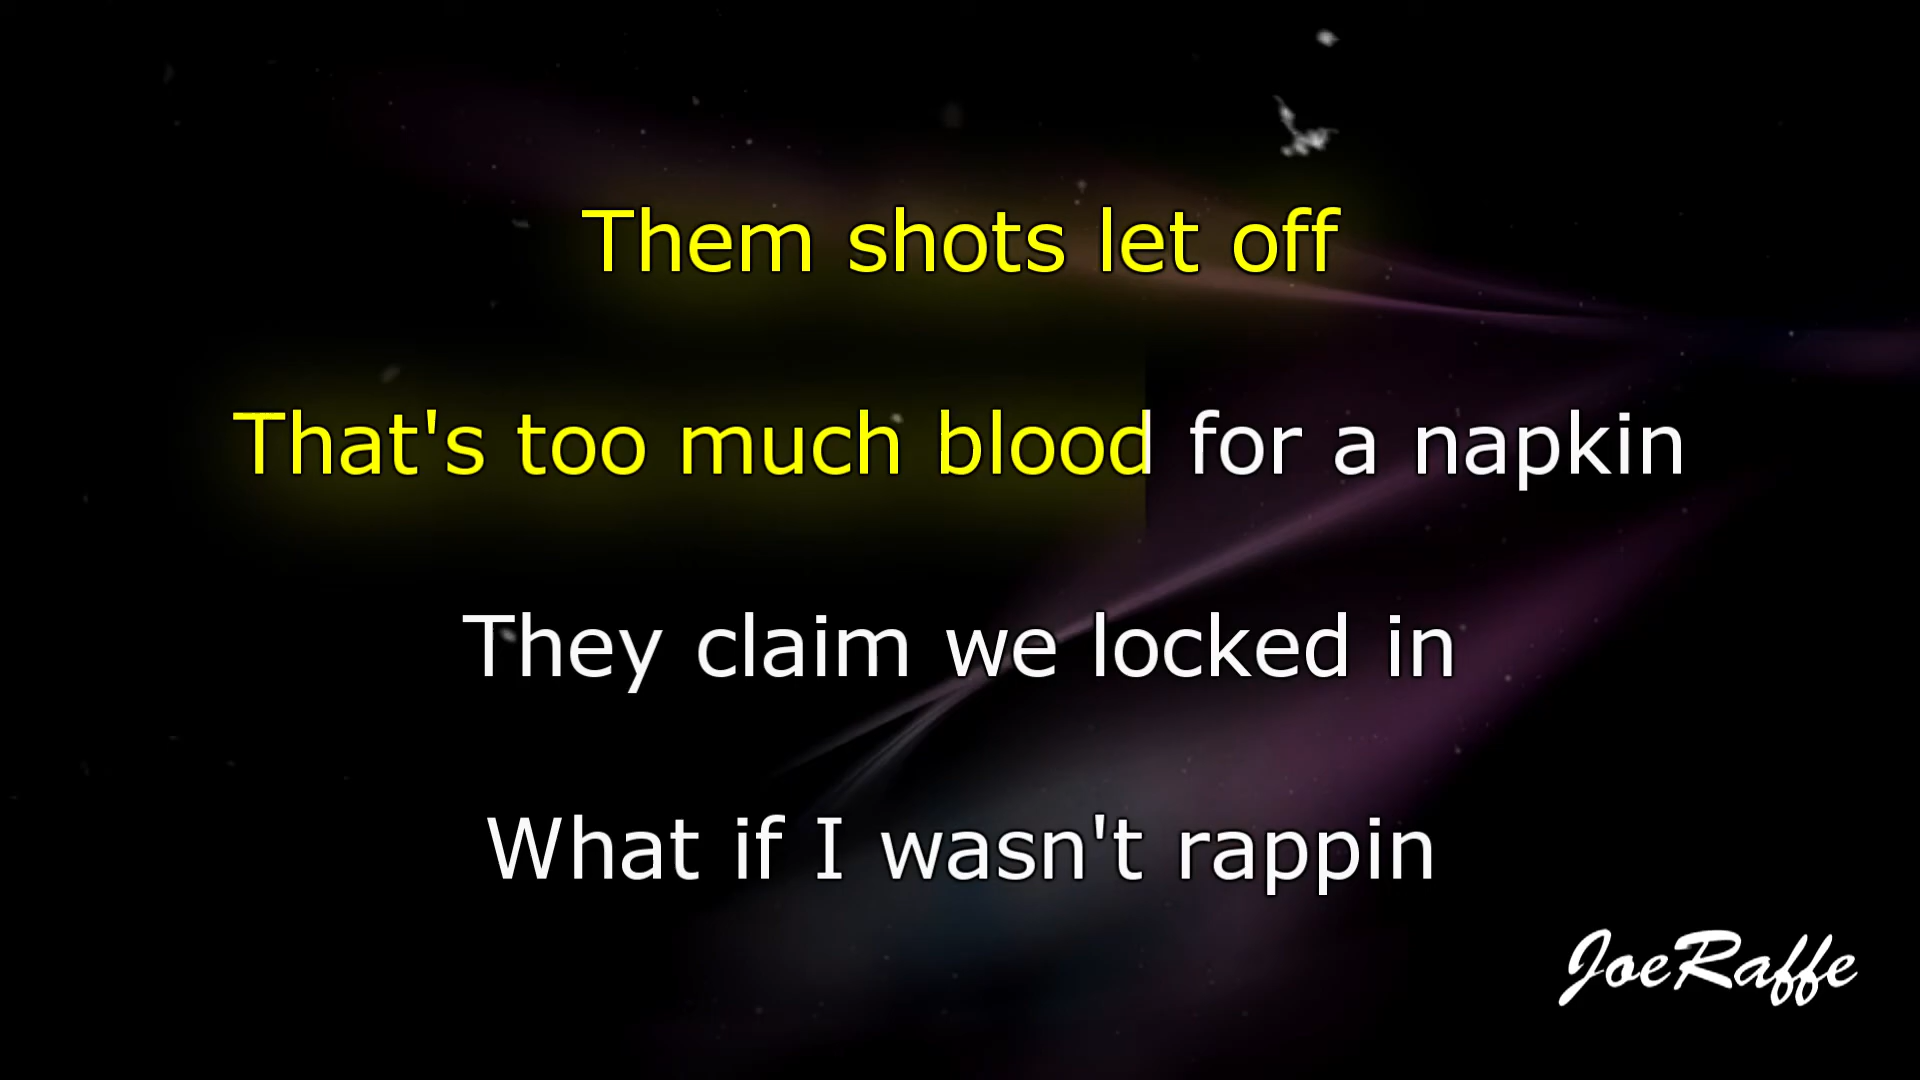 Them shots let off
That's too much blood for a napkin
They claim we locked in
What if I wasn't rappin
JoeRaffe